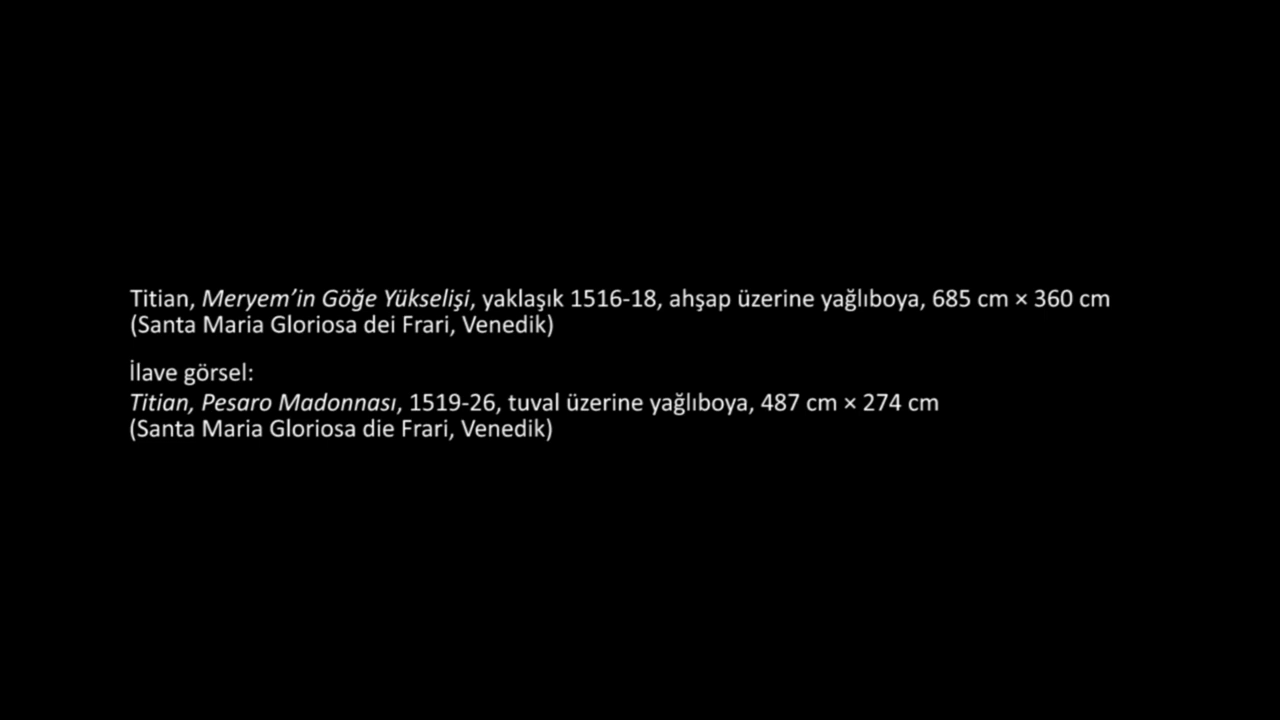 Titian, Meryem’in Göğe Yükselişi, yaklaşık 1516-18, ahşap üzerine yağlıboya, 685 cm × 360 cm
(Santa Maria Gloriosa dei Frari, Venedik)
İlave görsel:
Titian, Pesaro Madonnası, 1519-26, tuval üzerine yağlıboya, 487 cm × 274 cm
(Santa Maria Gloriosa die Frari, Venedik)